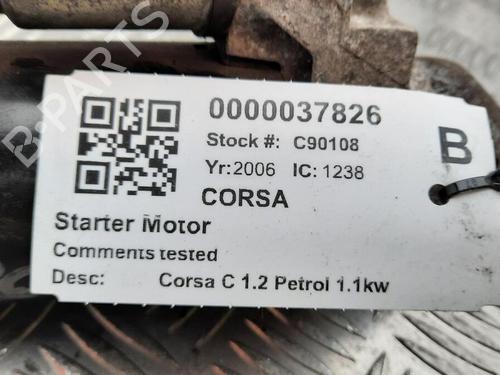 0000037826
Stock #: C90108
B
Yr:2006 IC: 1238
CORSA
Starter Motor
Comments tested
Desc: Corsa C 1.2 Petrol 1.1kw
B-PARTS